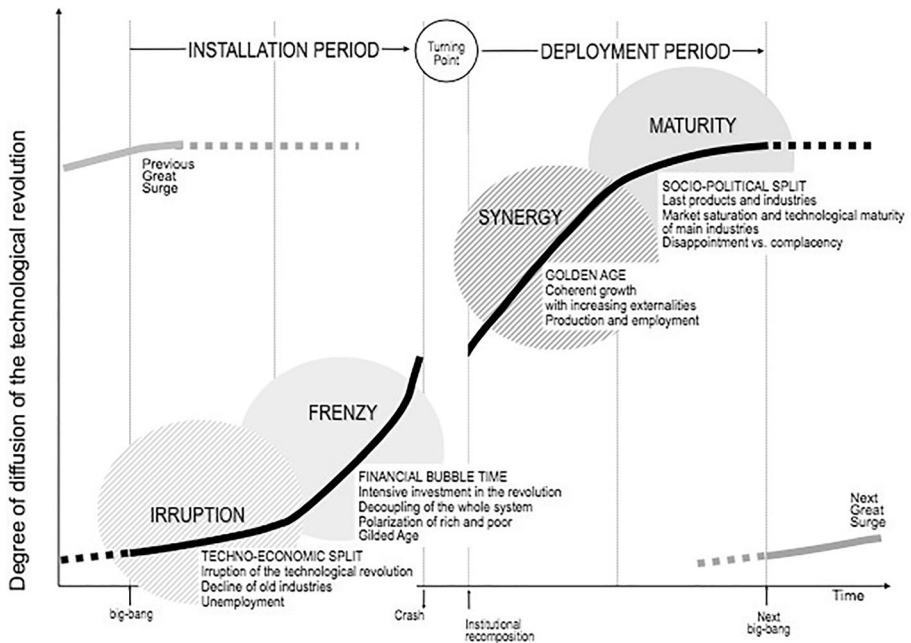 INSTALLATION PERIOD
Turning
Point
DEPLOYMENT PERIOD
Degree of diffusion of the technological revolution
Previous
Great
Surge
MATURITY
SOCIO-POLITICAL SPLIT
Last products and industries
Market saturation and technological maturity
of main industries
Disappointment vs. complacency
SYNERGY
GOLDEN AGE
Coherent growth
with increasing externalities
Production and employment
FRENZY
FINANCIAL BUBBLE TIME
Intensive investment in the revolution
Decoupling of the whole system
Polarization of rich and poor
Gilded Age
IRRUPTION
TECHNO-ECONOMIC SPLIT
Irruption of the technological revolution
Decline of old industries
Unemployment
Next
Great
Surge
Time
big-bang
Crash
Institutional
recomposition
Next
big-bang